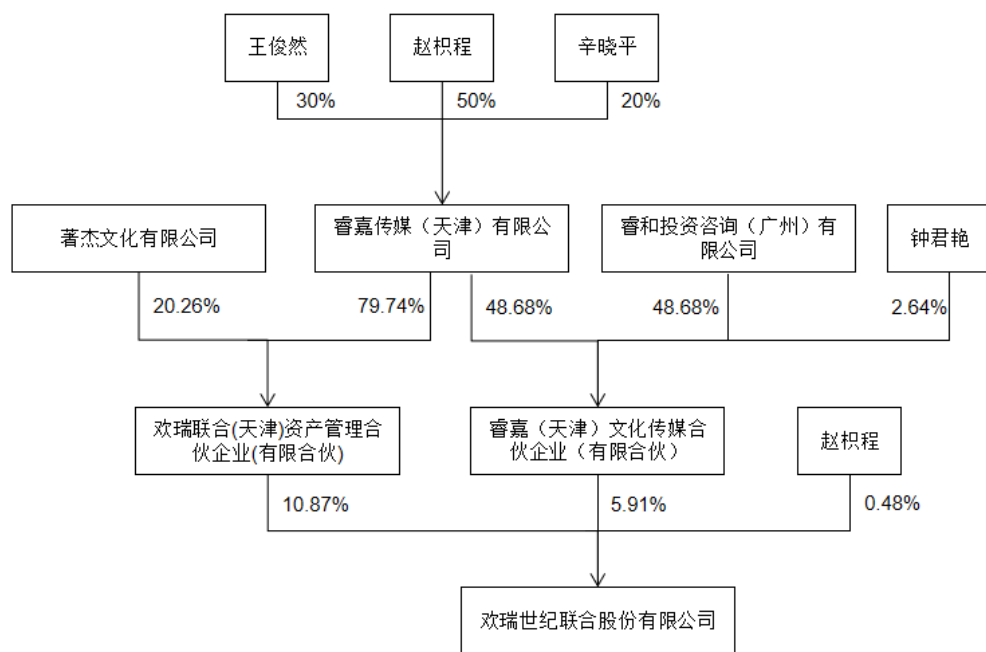 王俊然
赵枳程
辛晓平
30%
50%
20%
著杰文化有限公司
睿嘉传媒（天津）有限公
司
睿和投资咨询（广州）有
限公司
钟君艳
20.26%
79.74%
48.68%
48.68%
2.64%
欢瑞联合(天津)资产管理合
伙企业(有限合伙)
睿嘉（天津）文化传媒合
伙企业（有限合伙）
赵枳程
10.87%
5.91%
0.48%
欢瑞世纪联合股份有限公司